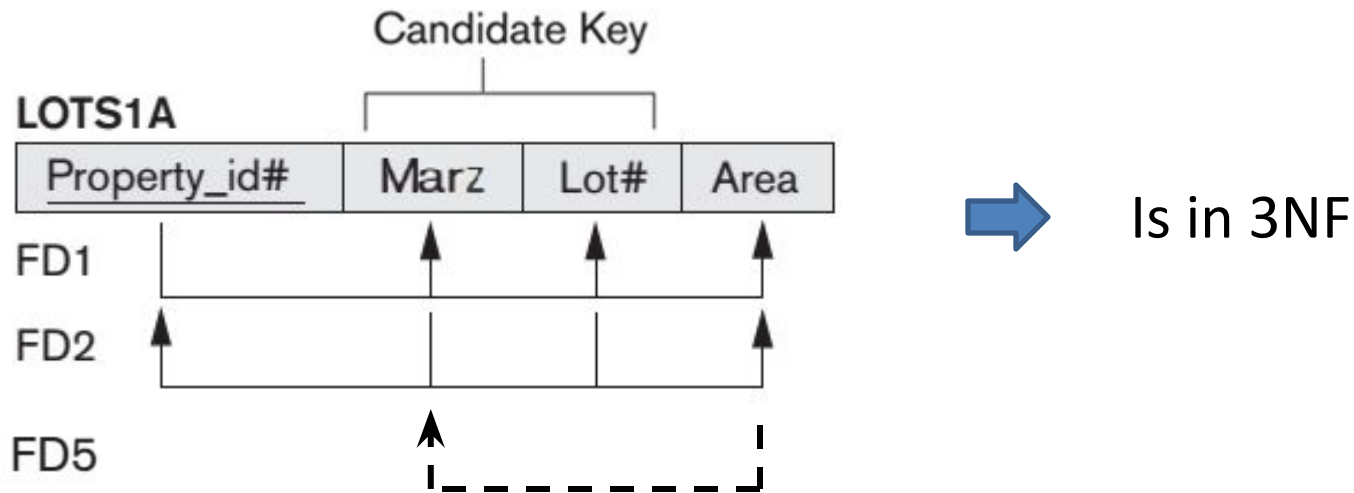 Candidate Key
LOTS1A
Property_id# Marz Lot# Area
Is in 3NF
FD1
FD2
FD5